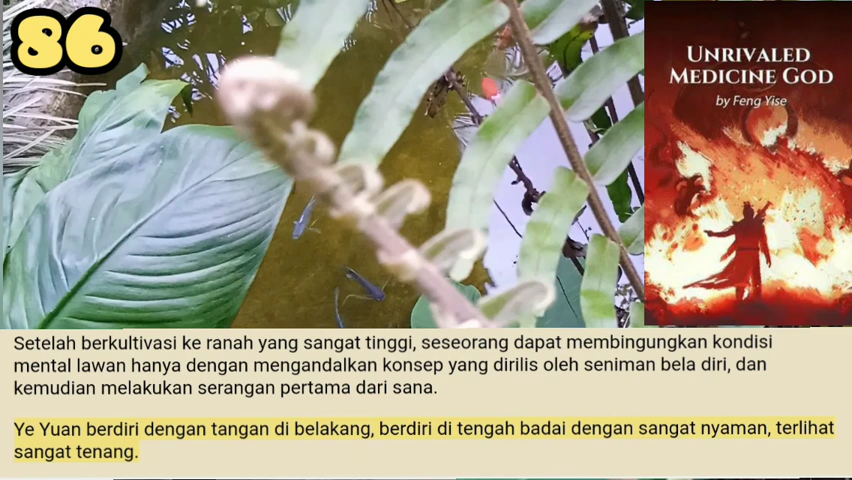 86
UNRIVALED
MEDICINE GOD
by Feng Yise
Setelah berkultivasi ke ranah yang sangat tinggi, seseorang dapat membingungkan kondisi
mental lawan hanya dengan mengandalkan konsep yang dirilis oleh seniman bela diri, dan
kemudian melakukan serangan pertama dari sana.
Ye Yuan berdiri dengan tangan di belakang, berdiri di tengah badai dengan sangat nyaman, terlihat
sangat tenang.